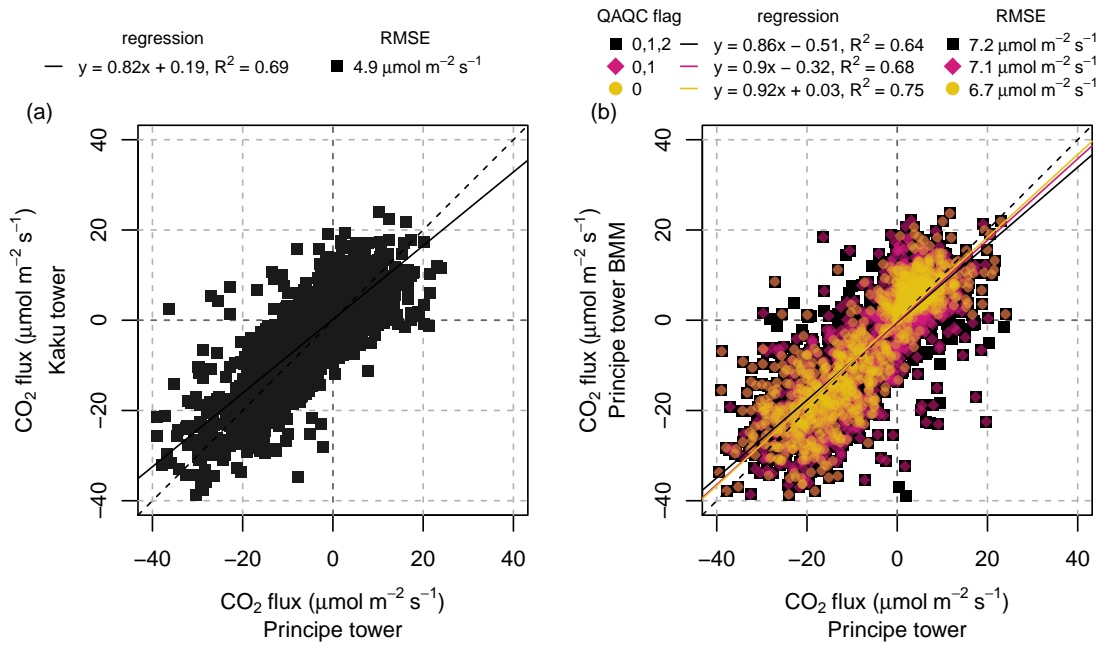 regression RMSE
y = 0.82x + 0.19, R² = 0.69 4.9 μmol m⁻² s⁻¹
QAQC flag regression RMSE
0,1,2 y = 0.86x − 0.51, R² = 0.64 7.2 μmol m⁻² s⁻¹
0,1 y = 0.9x − 0.32, R² = 0.68 7.1 μmol m⁻² s⁻¹
0 y = 0.92x + 0.03, R² = 0.75 6.7 μmol m⁻² s⁻¹
(a)
CO₂ flux (μmol m⁻² s⁻¹)
Kaku tower
40
20
0
−20
−40
−40 −20 0 20 40
CO₂ flux (μmol m⁻² s⁻¹)
Principe tower
(b)
CO₂ flux (μmol m⁻² s⁻¹)
Principe tower BMM
40
20
0
−20
−40
−40 −20 0 20 40
CO₂ flux (μmol m⁻² s⁻¹)
Principe tower